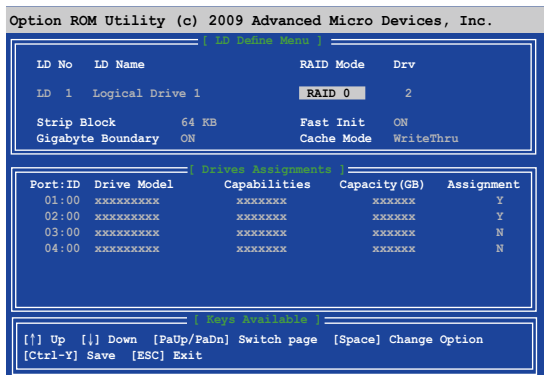 Option ROM Utility (c) 2009 Advanced Micro Devices, Inc.
[ LD Define Menu ]
LD No LD Name RAID Mode Drv
LD 1 Logical Drive 1 RAID 0 2
Strip Block 64 KB Fast Init ON
Gigabyte Boundary ON Cache Mode WriteThru
[ Drives Assignments ]
Port:ID Drive Model Capabilities Capacity(GB) Assignment
01:00 xxxxxxxxx xxxxxxx xxxxxx Y
02:00 xxxxxxxxx xxxxxxx xxxxxx Y
03:00 xxxxxxxxx xxxxxxx xxxxxx N
04:00 xxxxxxxxx xxxxxxx xxxxxx N
[ Keys Available ]
[↑] Up [↓] Down [PaUp/PaDn] Switch page [Space] Change Option
[Ctrl-Y] Save [ESC] Exit